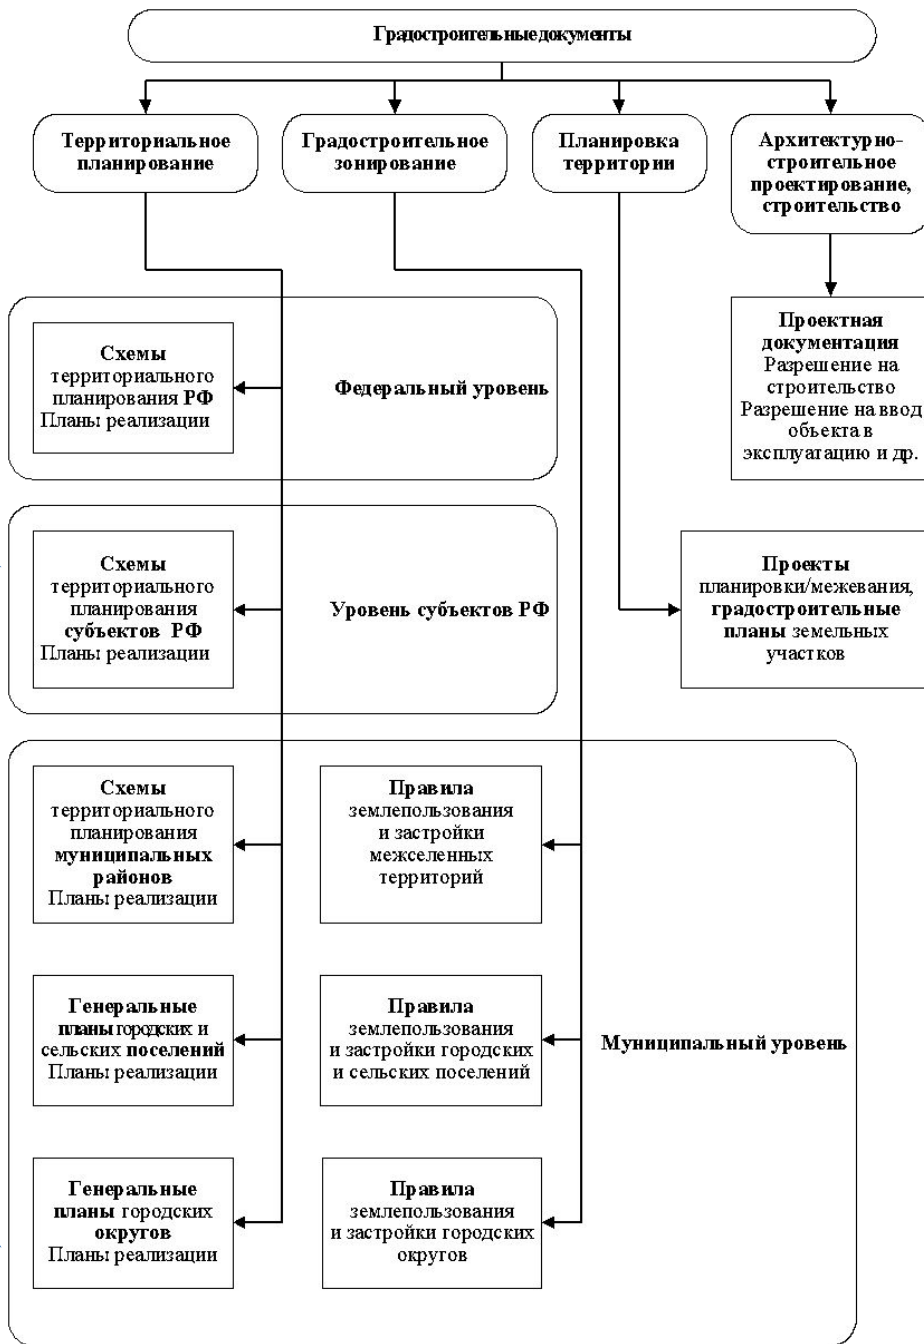 Градостроительные документы
Территориальное
планирование
Градостроительное
зонирование
Планировка
территории
Архитектурно-
строительное
проектирование,
строительство
Проектная
документация
Разрешение на
строительство
Разрешение на ввод
объекта в
эксплуатацию и др.
Схемы
территориального
планирования РФ
Планы реализации
Федеральный уровень
Схемы
территориального
планирования
субъектов РФ
Планы реализации
Уровень субъектов РФ
Проекты
планировки/межевания,
градостроительные
планы земельных
участков
Схемы
территориального
планирования
муниципальных
районов
Планы реализации
Правила
землепользования
и застройки
межселенных
территорий
Генеральные
планы городских и
сельских поселений
Планы реализации
Правила
землепользования
и застройки городских
и сельских поселений
Муниципальный уровень
Генеральные
планы городских
округов
Планы реализации
Правила
землепользования
и застройки городских
округов